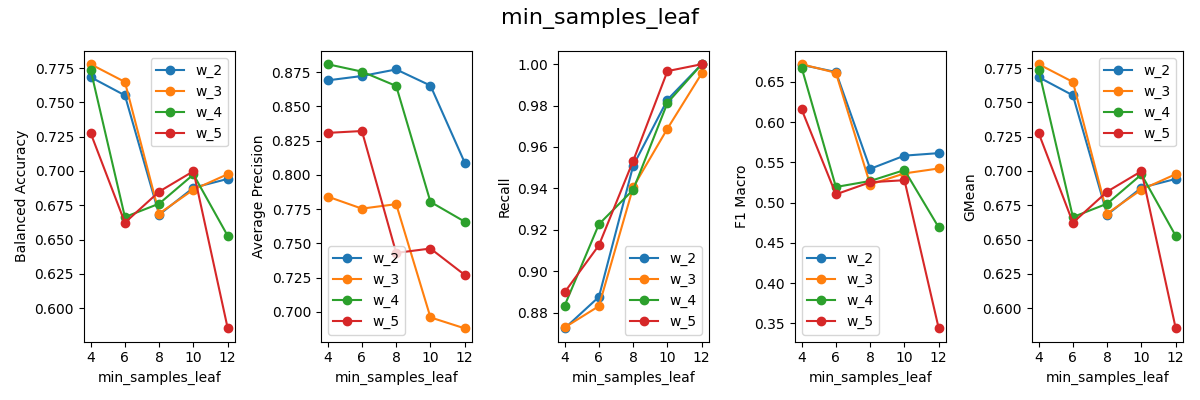 min_samples_leaf
Balanced Accuracy
0.775
0.750
0.725
0.700
0.675
0.650
0.625
0.600
w_2
w_3
w_4
w_5
4 6 8 10 12
min_samples_leaf
Average Precision
0.875
0.850
0.825
0.800
0.775
0.750
0.725
0.700
w_2
w_3
w_4
w_5
4 6 8 10 12
min_samples_leaf
Recall
1.00
0.98
0.96
0.94
0.92
0.90
0.88
w_2
w_3
w_4
w_5
4 6 8 10 12
min_samples_leaf
F1 Macro
0.65
0.60
0.55
0.50
0.45
0.40
0.35
w_2
w_3
w_4
w_5
4 6 8 10 12
min_samples_leaf
GMean
0.775
0.750
0.725
0.700
0.675
0.650
0.625
0.600
w_2
w_3
w_4
w_5
4 6 8 10 12
min_samples_leaf